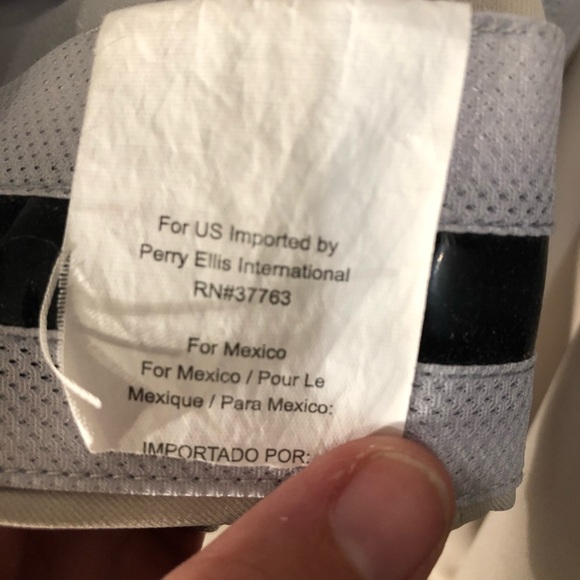 For US Imported by
Perry Ellis International
RN#37763
For Mexico
For Mexico / Pour Le
Mexique / Para Mexico:
IMPORTADO POR: